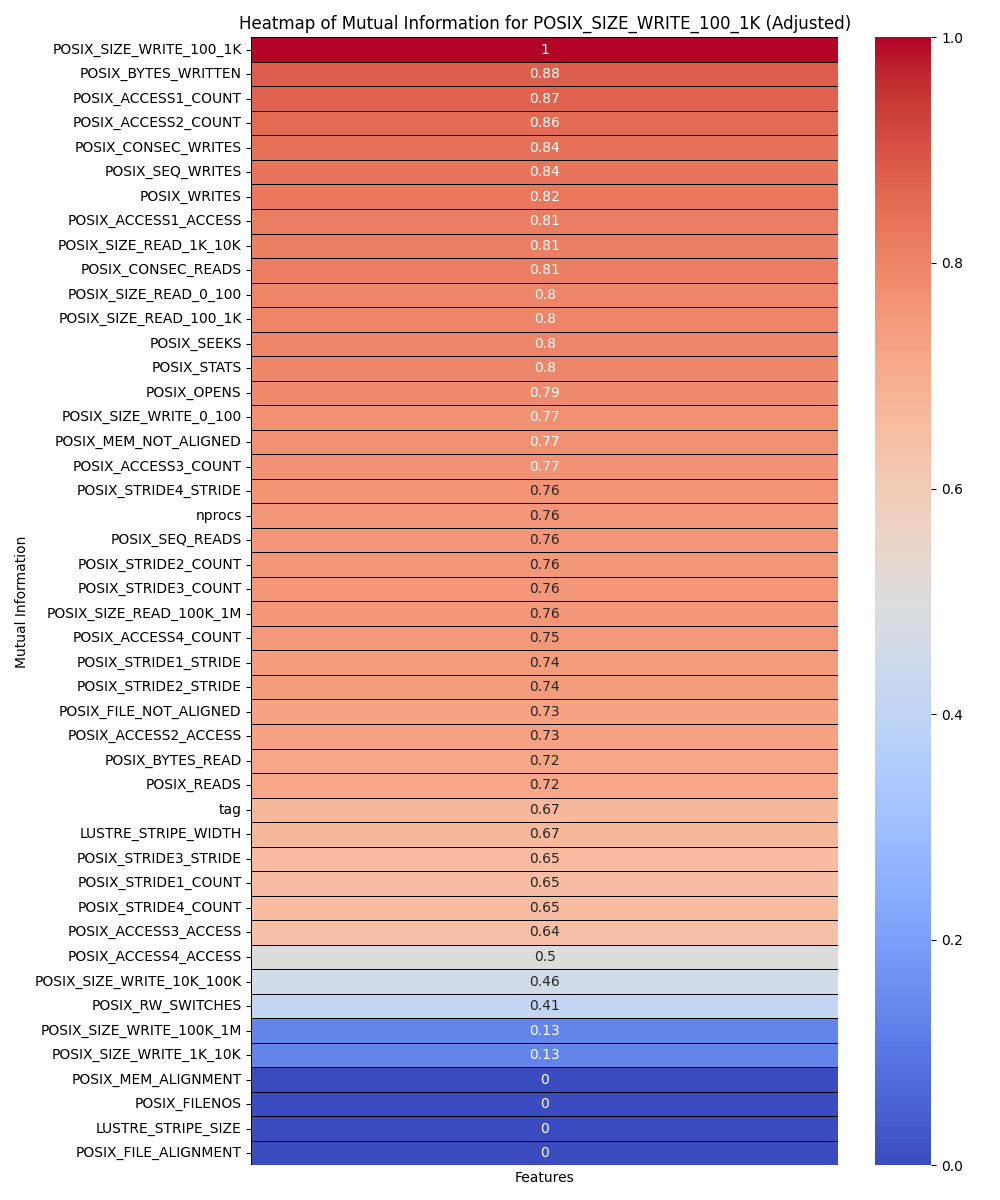 Heatmap of Mutual Information for POSIX_SIZE_WRITE_100_1K (Adjusted)
POSIX_SIZE_WRITE_100_1K 1
POSIX_BYTES_WRITTEN 0.88
POSIX_ACCESS1_COUNT 0.87
POSIX_ACCESS2_COUNT 0.86
POSIX_CONSEC_WRITES 0.84
POSIX_SEQ_WRITES 0.84
POSIX_WRITES 0.82
POSIX_ACCESS1_ACCESS 0.81
POSIX_SIZE_READ_1K_10K 0.81
POSIX_CONSEC_READS 0.81
POSIX_SIZE_READ_0_100 0.8
POSIX_SIZE_READ_100_1K 0.8
POSIX_SEEKS 0.8
POSIX_STATS 0.8
POSIX_OPENS 0.79
POSIX_SIZE_WRITE_0_100 0.77
POSIX_MEM_NOT_ALIGNED 0.77
POSIX_ACCESS3_COUNT 0.77
POSIX_STRIDE4_STRIDE 0.76
nprocs 0.76
POSIX_SEQ_READS 0.76
POSIX_STRIDE2_COUNT 0.76
POSIX_STRIDE3_COUNT 0.76
POSIX_SIZE_READ_100K_1M 0.76
POSIX_ACCESS4_COUNT 0.75
POSIX_STRIDE1_STRIDE 0.74
POSIX_STRIDE2_STRIDE 0.74
POSIX_FILE_NOT_ALIGNED 0.73
POSIX_ACCESS2_ACCESS 0.73
POSIX_BYTES_READ 0.72
POSIX_READS 0.72
tag 0.67
LUSTRE_STRIPE_WIDTH 0.67
POSIX_STRIDE3_STRIDE 0.65
POSIX_STRIDE1_COUNT 0.65
POSIX_STRIDE4_COUNT 0.65
POSIX_ACCESS3_ACCESS 0.64
POSIX_ACCESS4_ACCESS 0.5
POSIX_SIZE_WRITE_10K_100K 0.46
POSIX_RW_SWITCHES 0.41
POSIX_SIZE_WRITE_100K_1M 0.13
POSIX_SIZE_WRITE_1K_10K 0.13
POSIX_MEM_ALIGNMENT 0
POSIX_FILENOS 0
LUSTRE_STRIPE_SIZE 0
POSIX_FILE_ALIGNMENT 0
Mutual Information
Features
1.0
0.8
0.6
0.4
0.2
0.0